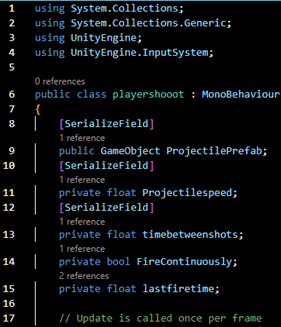 1 using System.Collections;
2 using System.Collections.Generic;
3 using UnityEngine;
4 using UnityEngine.InputSystem;
5
0 references
6 public class playershooot : MonoBehaviour
7 {
8 [SerializeField]
1 reference
9 public GameObject ProjectilePrefab;
10 [SerializeField]
1 reference
11 private float Projectilespeed;
12 [SerializeField]
1 reference
13 private float timebetweenshots;
1 reference
14 private bool FireContinuously;
2 references
15 private float lastfiretime;
16
17 // Update is called once per frame